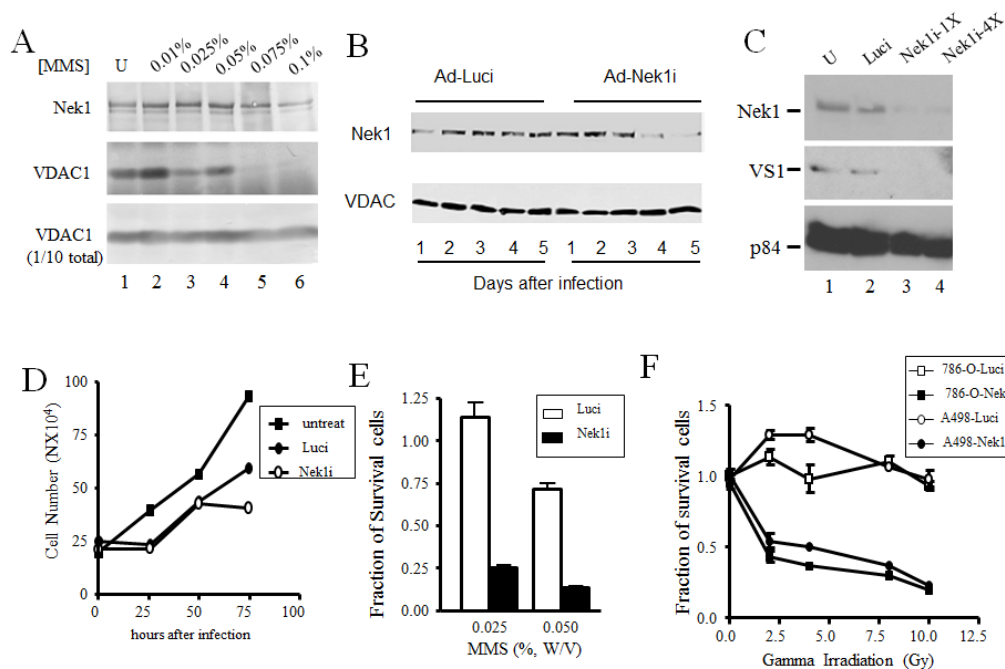 A
[MMS] U 0.01% 0.025% 0.05% 0.075% 0.1%
Nek1
VDAC1
VDAC1
(1/10 total)
1 2 3 4 5 6
B
Ad-Luci Ad-Nek1i
Nek1
VDAC
1 2 3 4 5 1 2 3 4 5
Days after infection
C
U Luci Nek1i-1X Nek1i-4X
Nek1
VS1
p84
1 2 3 4
D
Cell Number (NX10⁴)
100
75
50
25
0
0 25 50 75 100
hours after infection
untreat
Luci
Nek1i
E
Fraction of Survival cells
1.25
1.00
0.75
0.50
0.25
0.00
0.025 0.050
MMS (%, W/V)
Luci
Nek1i
F
Fraction of survival cells
1.5
1.0
0.5
0.0
0.0 2.5 5.0 7.5 10.0 12.5
Gamma Irradiation (Gy)
786-O-Luci
786-O-Nek
A498-Luci
A498-Nek1